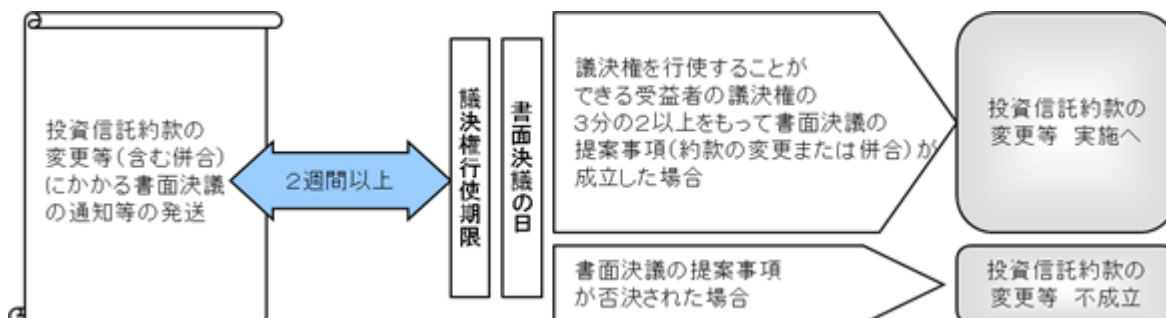 投資信託約款の
変更等（含む併合）
にかかる書面決議
の通知等の発送
２週間以上
議決権行使期限
書面決議の日
議決権を行使することが
できる受益者の議決権の
３分の２以上をもって書面決議の
提案事項（約款の変更または併合）が
成立した場合
投資信託約款の
変更等　実施へ
書面決議の提案事項
が否決された場合
投資信託約款の
変更等　不成立